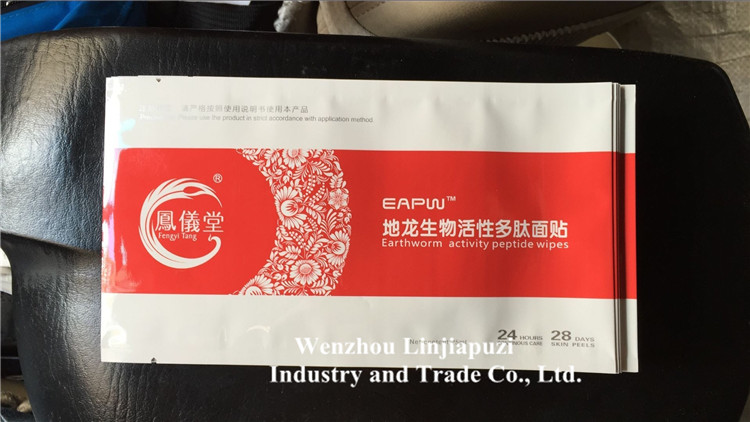 请严格按照使用说明书使用本产品
Please use the product in strict accordance with application method.
®
鳳儀堂
Fengyi Tang
EAPW™
地龙生物活性多肽面贴
Earthworm activity peptide wipes
24 HOURS
CARE
28 DAYS
SKIN PEELS
Wenzhou Linjiapuzi
Industry and Trade Co., Ltd.